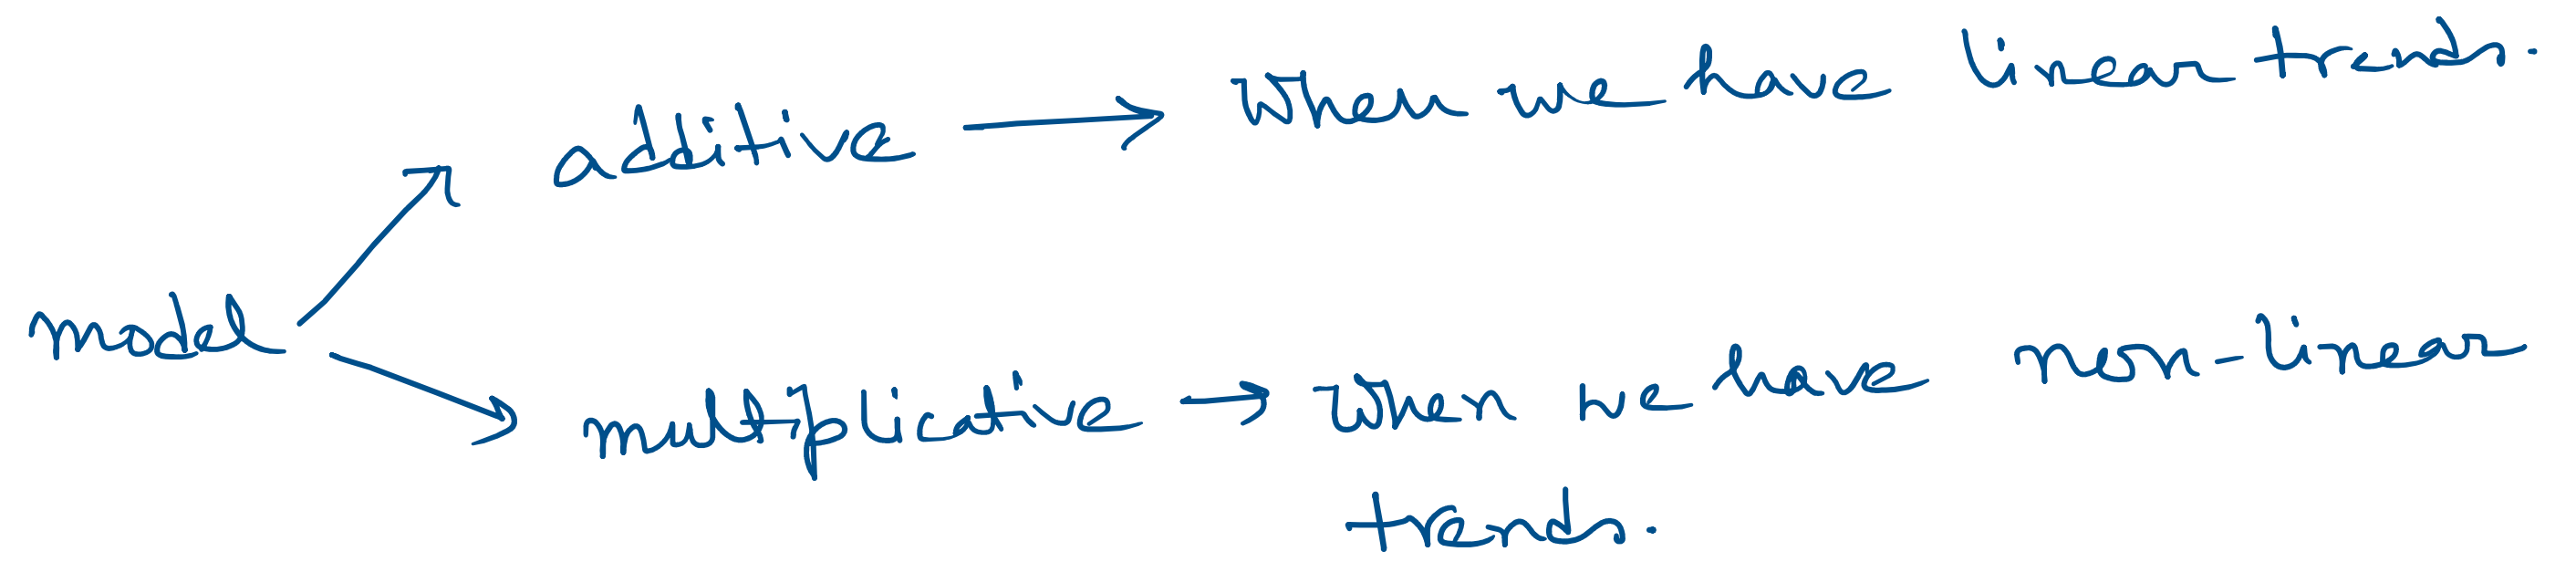 additive → when we have linear trends.
model
multiplicative → when we have non-linear
trends.